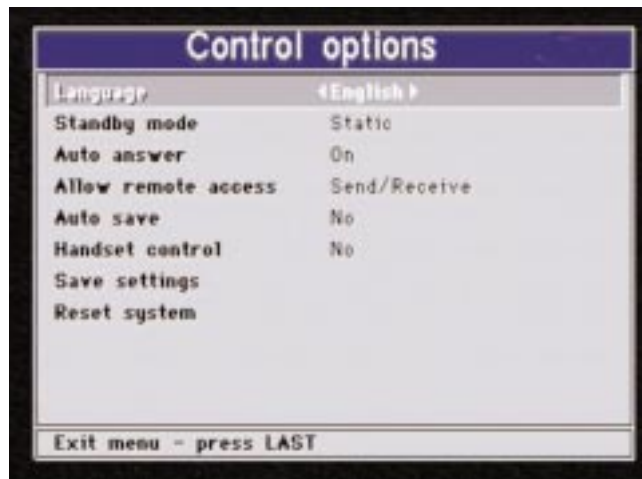 Control options
Language ◄English►
Standby mode Static
Auto answer On
Allow remote access Send/Receive
Auto save No
Handset control No
Save settings
Reset system
Exit menu - press LAST